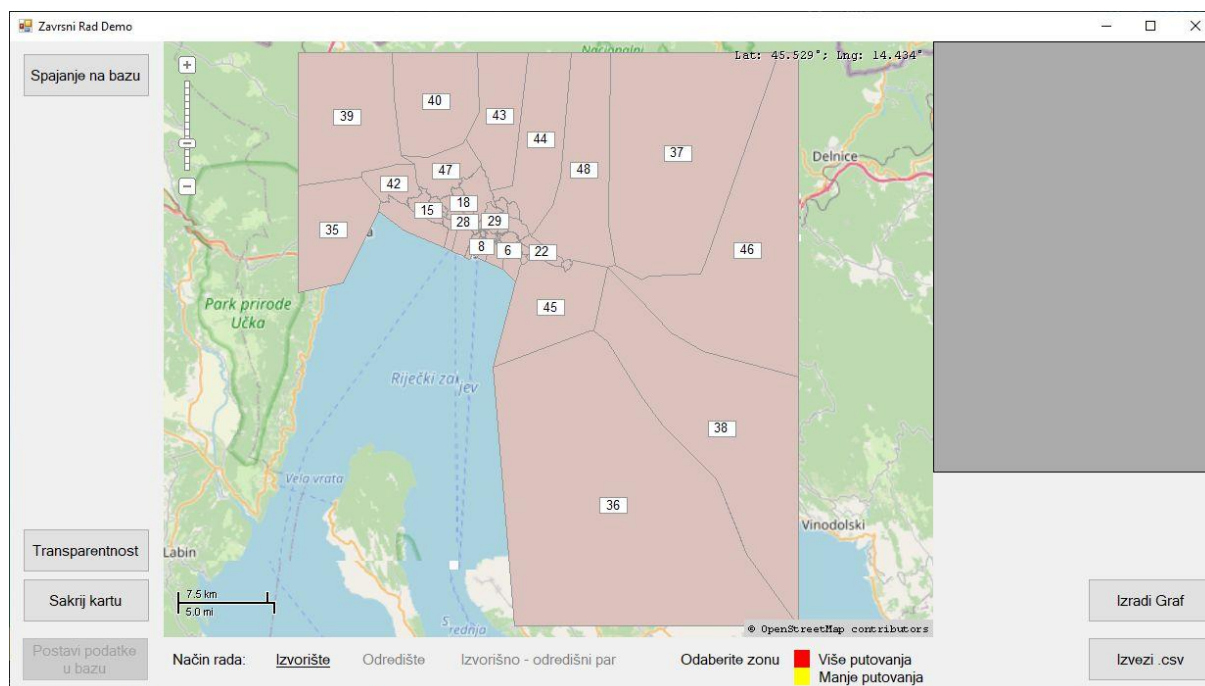 Zavrsni Rad Demo
Spajanje na bazu
Nacionalni
Lat: 45.529°; Lng: 14.434°
40
39
43
44
37
48
Delnice
47
42
18
15
28
29
35
8
6
22
46
45
Park prirode
Učka
Riječki za
jev
38
Vela vrata
36
Vinodolski
Labin
Transparentnost
Sakrij kartu
7.5 km
5.0 mi
Srednja
© OpenStreetMap contributors
Izradi Graf
Postavi podatke
u bazu
Način rada: Izvorište Odredište Izvorišno - odredišni par Odaberite zonu Više putovanja
Manje putovanja
Izvezi .csv